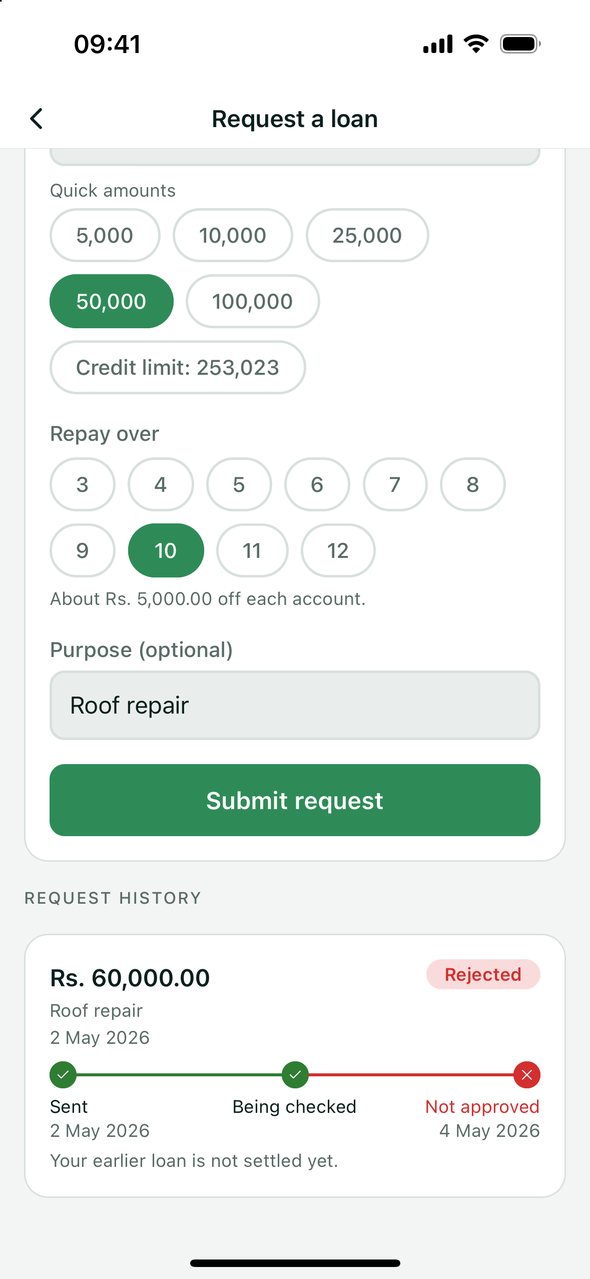 09:41
Request a loan
Quick amounts
5,000 10,000 25,000
50,000 100,000
Credit limit: 253,023
Repay over
3 4 5 6 7 8
9 10 11 12
About Rs. 5,000.00 off each account.
Purpose (optional)
Roof repair
Submit request
REQUEST HISTORY
Rs. 60,000.00 Rejected
Roof repair
2 May 2026
Sent Being checked Not approved
2 May 2026 4 May 2026
Your earlier loan is not settled yet.